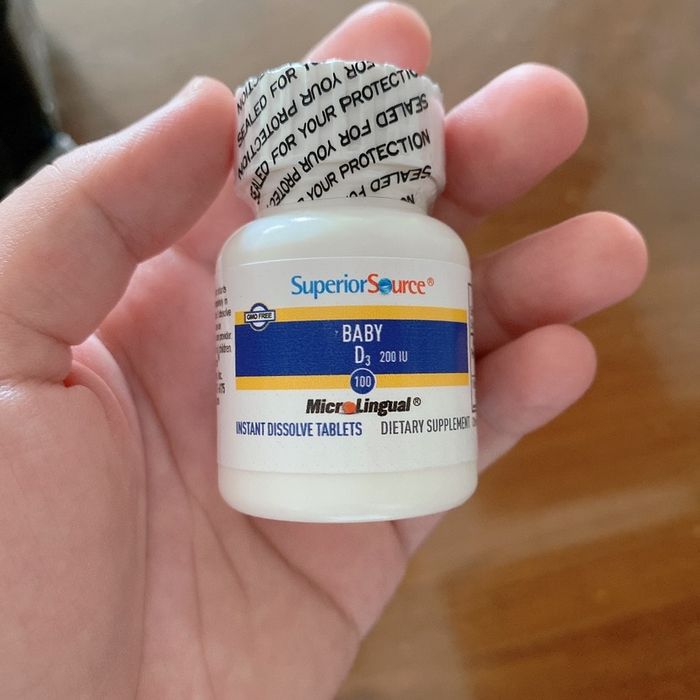 SEALED FOR YOUR PROTECTION
SEALED FOR YOUR PROTECTION
SuperiorSource®
GMO FREE
BABY
D3 200 IU
100
MicroLingual®
INSTANT DISSOLVE TABLETS DIETARY SUPPLEMENT